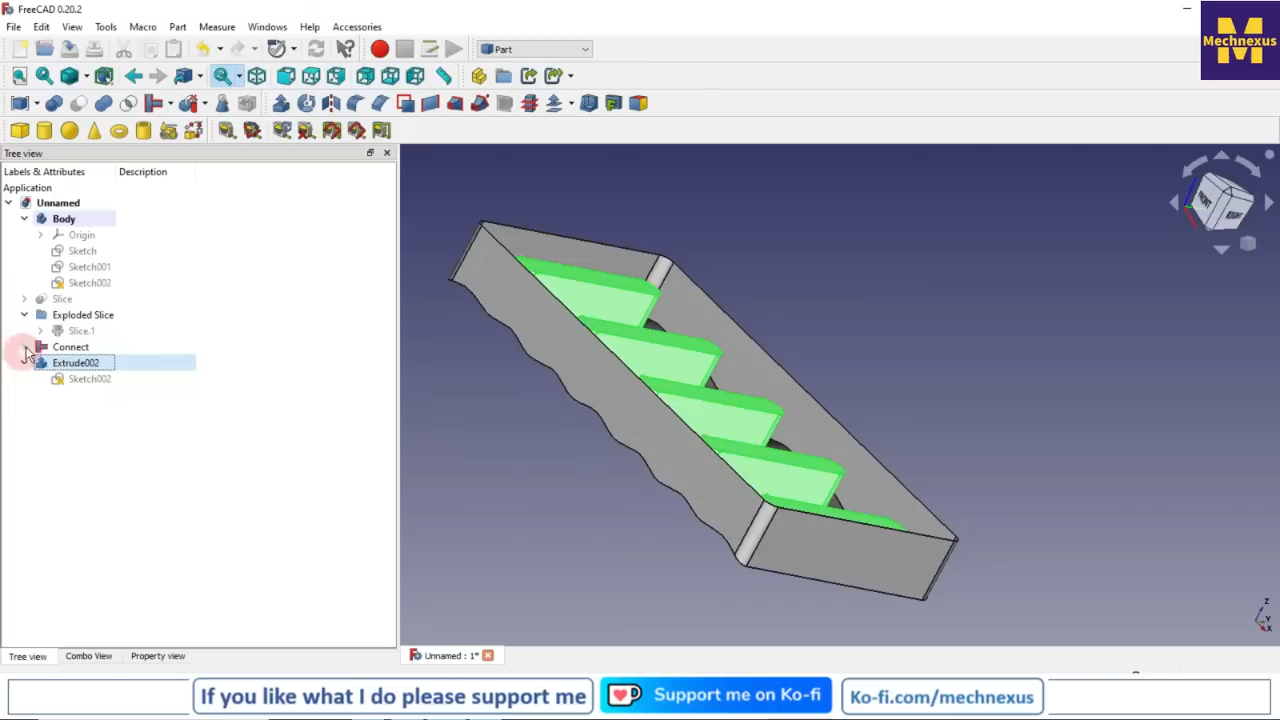 FreeCAD 0.20.2
Mechnexus
File Edit View Tools Macro Part Measure Windows Help Accessories
Part
Tree view
Labels & Attributes Description
Application
Unnamed
Body
Origin
Sketch
Sketch001
Sketch002
Slice
Exploded Slice
Slice.1
Connect
Extrude002
Sketch002
FRONT
RIGHT
Z
Y
X
Tree view Combo View Property view
Unnamed : 1*
If you like what I do please support me
Support me on Ko-fi
Ko-fi.com/mechnexus